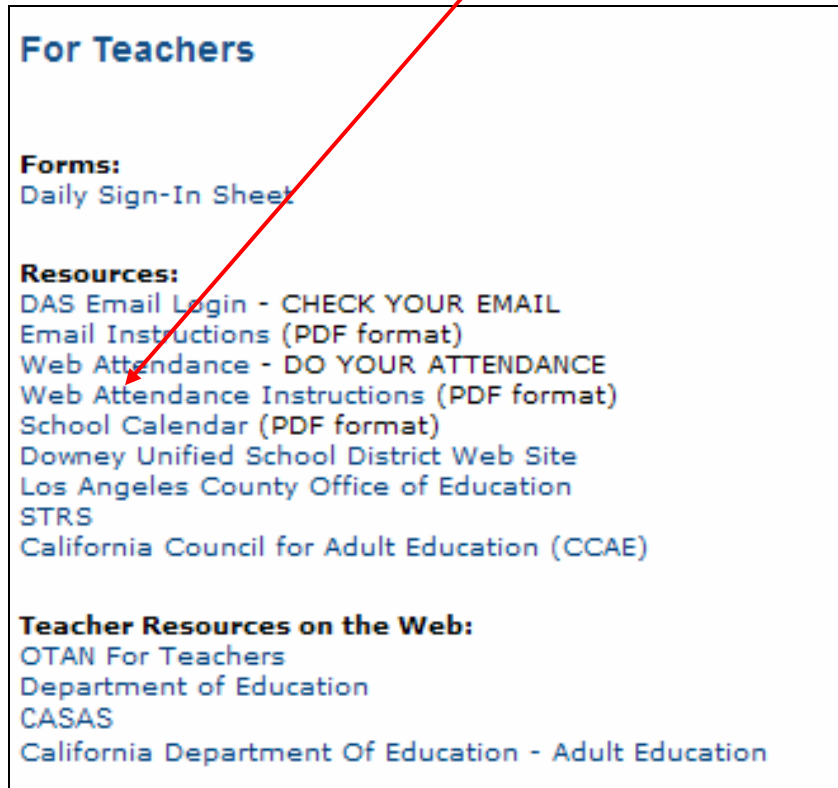 For Teachers
Forms:
Daily Sign-In Sheet
Resources:
DAS Email Login - CHECK YOUR EMAIL
Email Instructions (PDF format)
Web Attendance - DO YOUR ATTENDANCE
Web Attendance Instructions (PDF format)
School Calendar (PDF format)
Downey Unified School District Web Site
Los Angeles County Office of Education
STRS
California Council for Adult Education (CCAE)
Teacher Resources on the Web:
OTAN For Teachers
Department of Education
CASAS
California Department Of Education - Adult Education